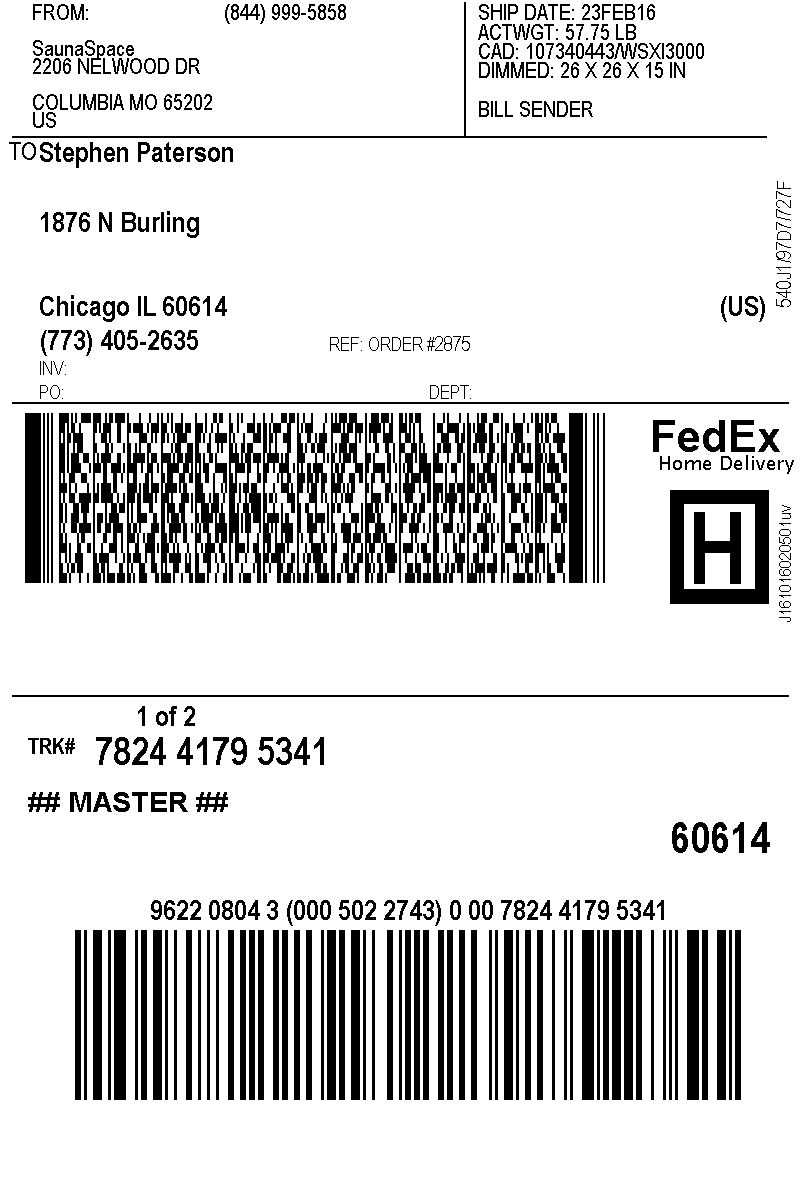 FROM: (844) 999-5858
SaunaSpace
2206 NELWOOD DR
COLUMBIA MO 65202
US
SHIP DATE: 23FEB16
ACTWGT: 57.75 LB
CAD: 107340443/WSXI3000
DIMMED: 26 X 26 X 15 IN
BILL SENDER
TO Stephen Paterson
1876 N Burling
Chicago IL 60614 (US)
(773) 405-2635 REF: ORDER #2875
INV:
PO: DEPT:
540J1/97D7/727F
FedEx
Home Delivery
H
J161016020501uv
1 of 2
TRK# 7824 4179 5341
## MASTER ##
60614
9622 0804 3 (000 502 2743) 0 00 7824 4179 5341